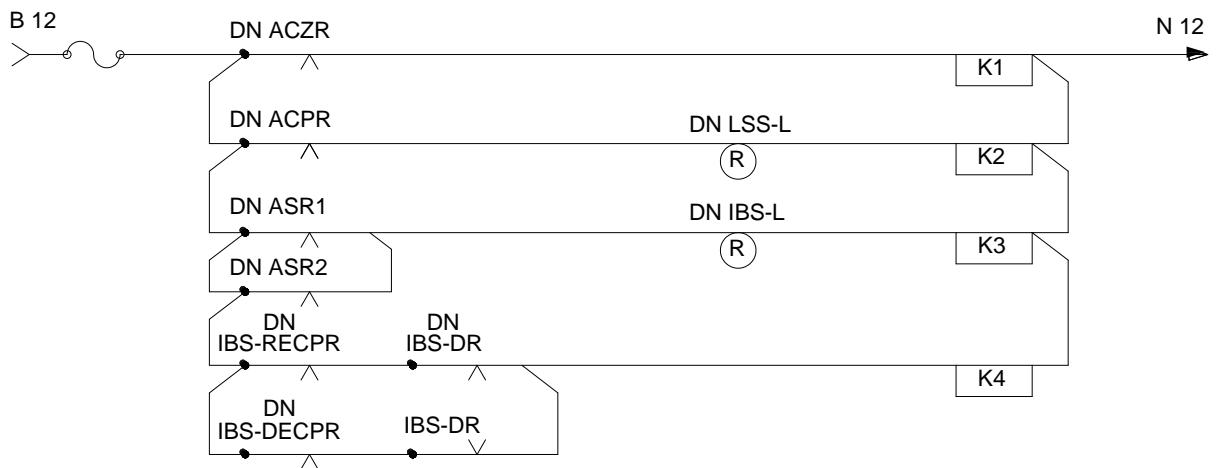 B 12
DN ACZR
N 12
K1
DN ACPR
DN LSS-L
R
K2
DN ASR1
DN IBS-L
R
K3
DN ASR2
DN
IBS-RECPR
DN
IBS-DR
K4
DN
IBS-DECPR
IBS-DR